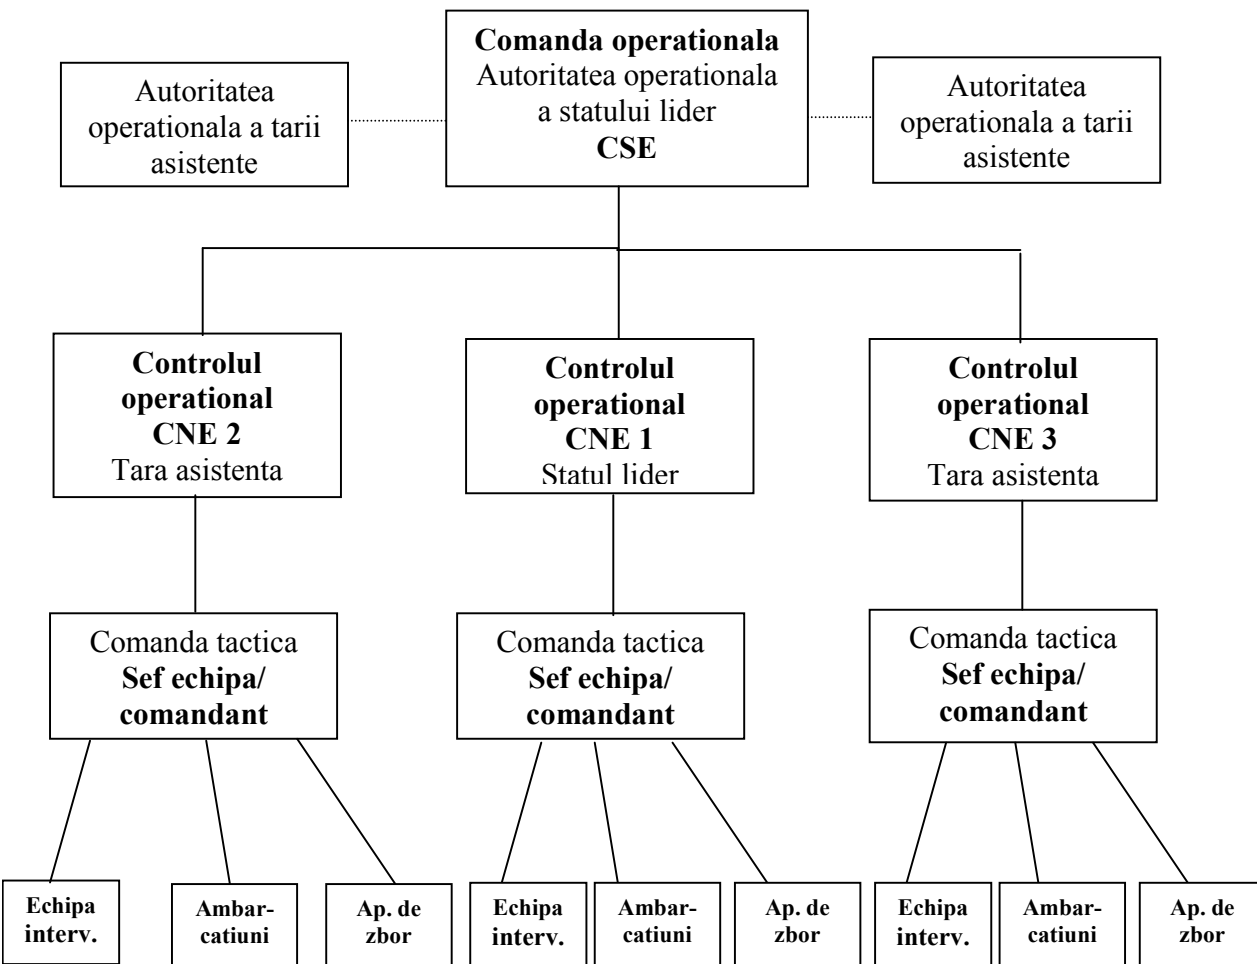 Comanda operationala
Autoritatea operationala
a statului lider
CSE
Autoritatea
operationala a tarii
asistente
Autoritatea
operationala a tarii
asistente
Controlul
operational
CNE 2
Tara asistenta
Controlul
operational
CNE 1
Statul lider
Controlul
operational
CNE 3
Tara asistenta
Comanda tactica
Sef echipa/
comandant
Comanda tactica
Sef echipa/
comandant
Comanda tactica
Sef echipa/
comandant
Echipa
interv.
Ambar-
catiuni
Ap. de
zbor
Echipa
interv.
Ambar-
catiuni
Ap. de
zbor
Echipa
interv.
Ambar-
catiuni
Ap. de
zbor